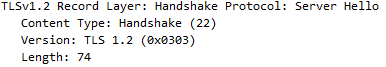 TLSv1.2 Record Layer: Handshake Protocol: Server Hello
Content Type: Handshake (22)
Version: TLS 1.2 (0x0303)
Length: 74